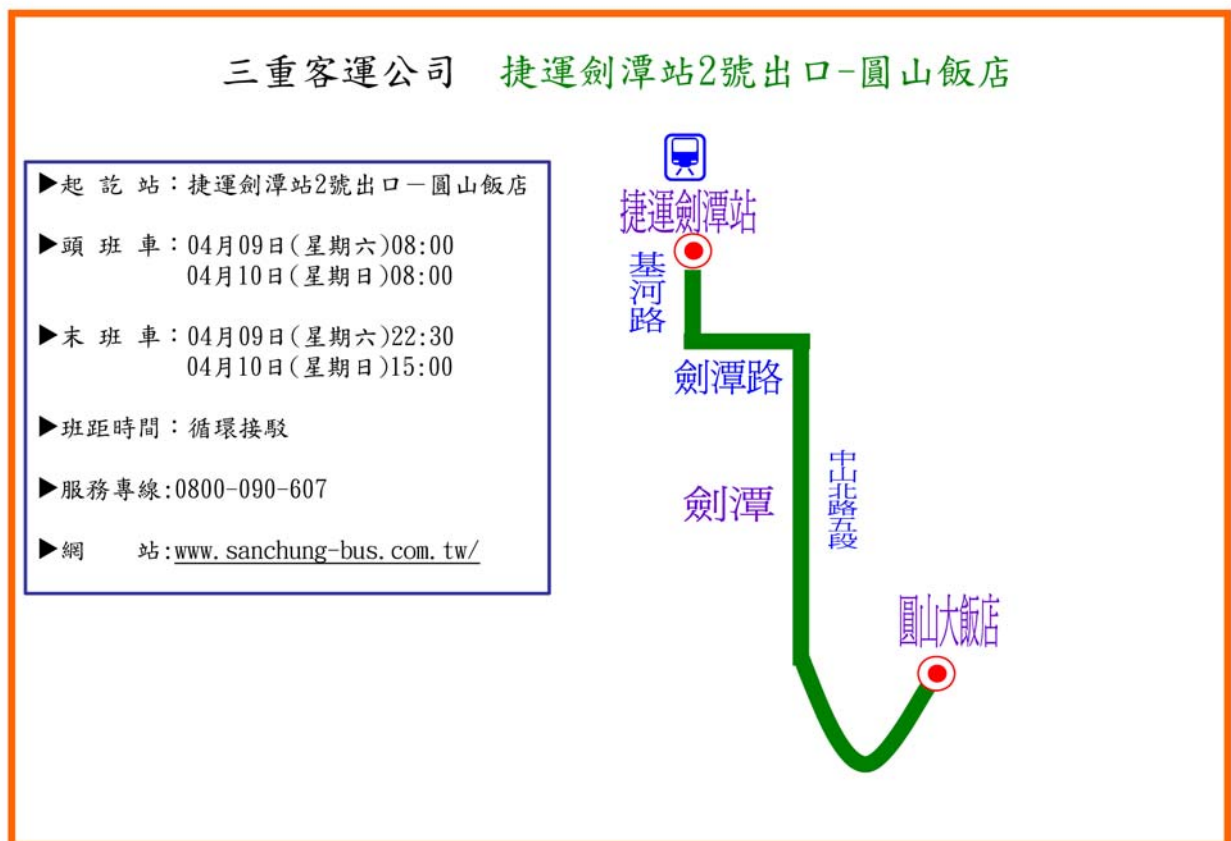 三重客運公司 捷運劍潭站2號出口-圓山飯店
▶起 訖 站：捷運劍潭站2號出口－圓山飯店
▶頭 班 車：04月09日(星期六)08:00
04月10日(星期日)08:00
▶末 班 車：04月09日(星期六)22:30
04月10日(星期日)15:00
▶班距時間：循環接駁
▶服務專線:0800-090-607
▶網 站:www.sanchung-bus.com.tw/
捷運劍潭站
基河路
劍潭路
中山北路五段
劍潭
圓山大飯店